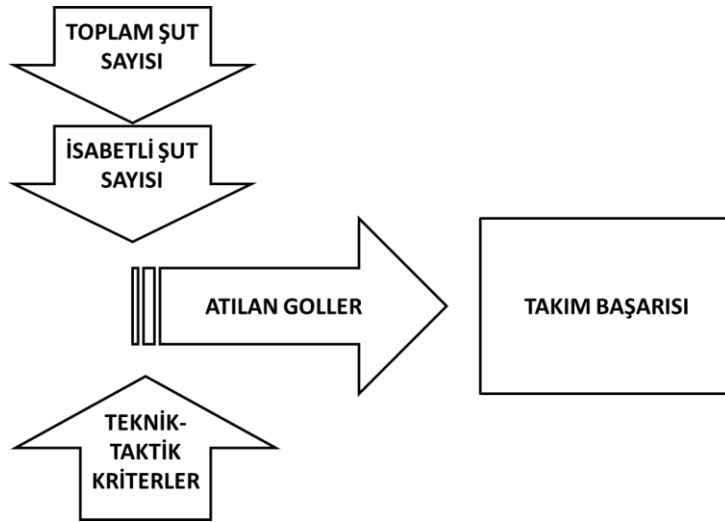 TOPLAM ŞUT
SAYISI
İSABETLİ ŞUT
SAYISI
ATILAN GOLLER
TAKIM BAŞARISI
TEKNİK-
TAKTİK
KRİTERLER